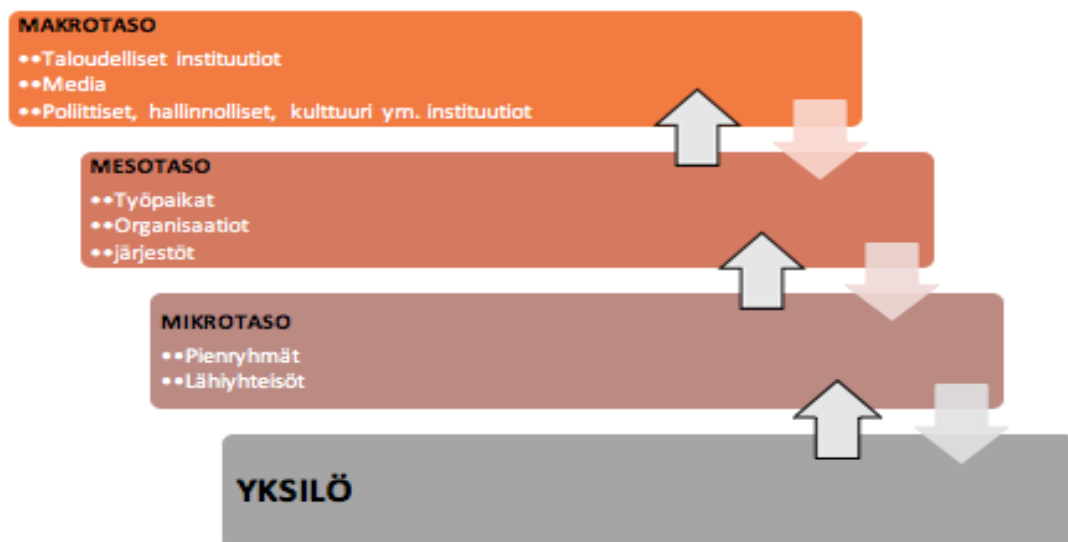 MAKROTASO
••Taloudelliset instituutiot
••Media
••Poliittiset, hallinnolliset, kulttuuri ym. instituutiot
MESOTASO
••Työpaikat
••Organisaatiot
••järjestöt
MIKROTASO
••Pienryhmät
••Lähiyhteisöt
YKSILÖ